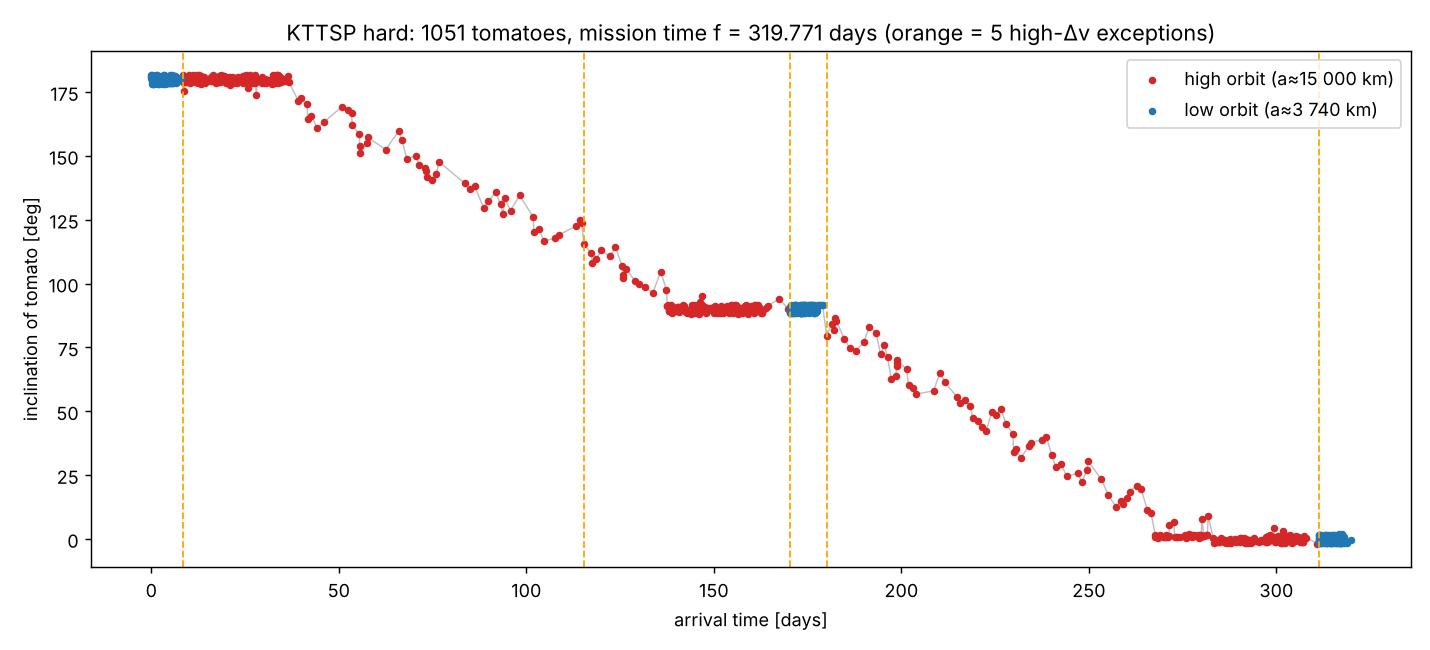 KTTSP hard: 1051 tomatoes, mission time f = 319.771 days (orange = 5 high-Δv exceptions)
high orbit (a≈15 000 km)
low orbit (a≈3 740 km)
inclination of tomato [deg]
175
150
125
100
75
50
25
0
0 50 100 150 200 250 300
arrival time [days]